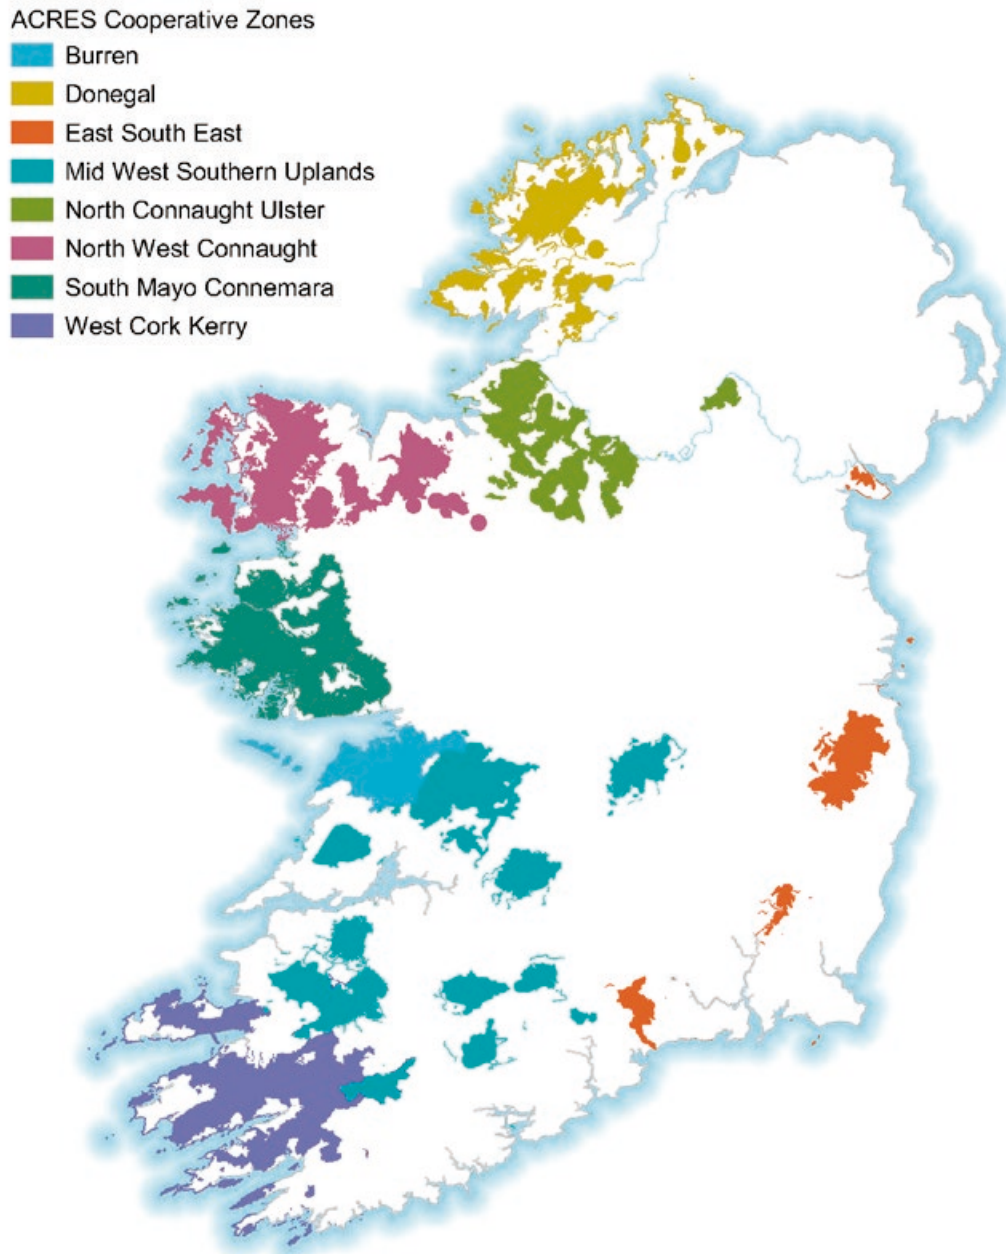 ACRES Cooperative Zones
Burren
Donegal
East South East
Mid West Southern Uplands
North Connaught Ulster
North West Connaught
South Mayo Connemara
West Cork Kerry